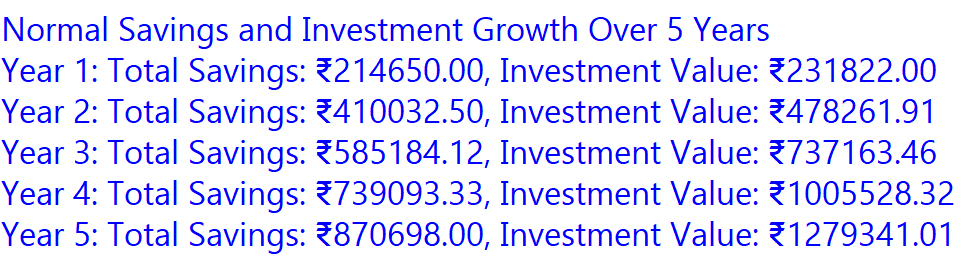 Normal Savings and Investment Growth Over 5 Years
Year 1: Total Savings: ₹214650.00, Investment Value: ₹231822.00
Year 2: Total Savings: ₹410032.50, Investment Value: ₹478261.91
Year 3: Total Savings: ₹585184.12, Investment Value: ₹737163.46
Year 4: Total Savings: ₹739093.33, Investment Value: ₹1005528.32
Year 5: Total Savings: ₹870698.00, Investment Value: ₹1279341.01